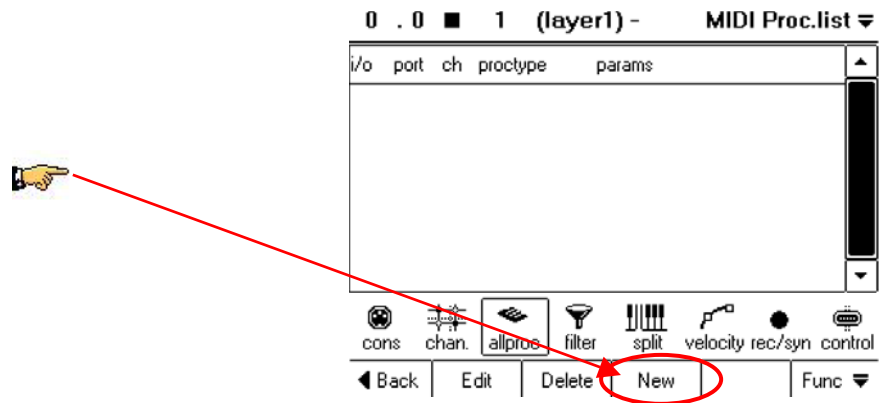 0 . 0 ■ 1 (layer1) - MIDI Proc.list
i/o port ch proctype params
cons chan. allproc filter split velocity rec/syn control
Back Edit Delete New Func